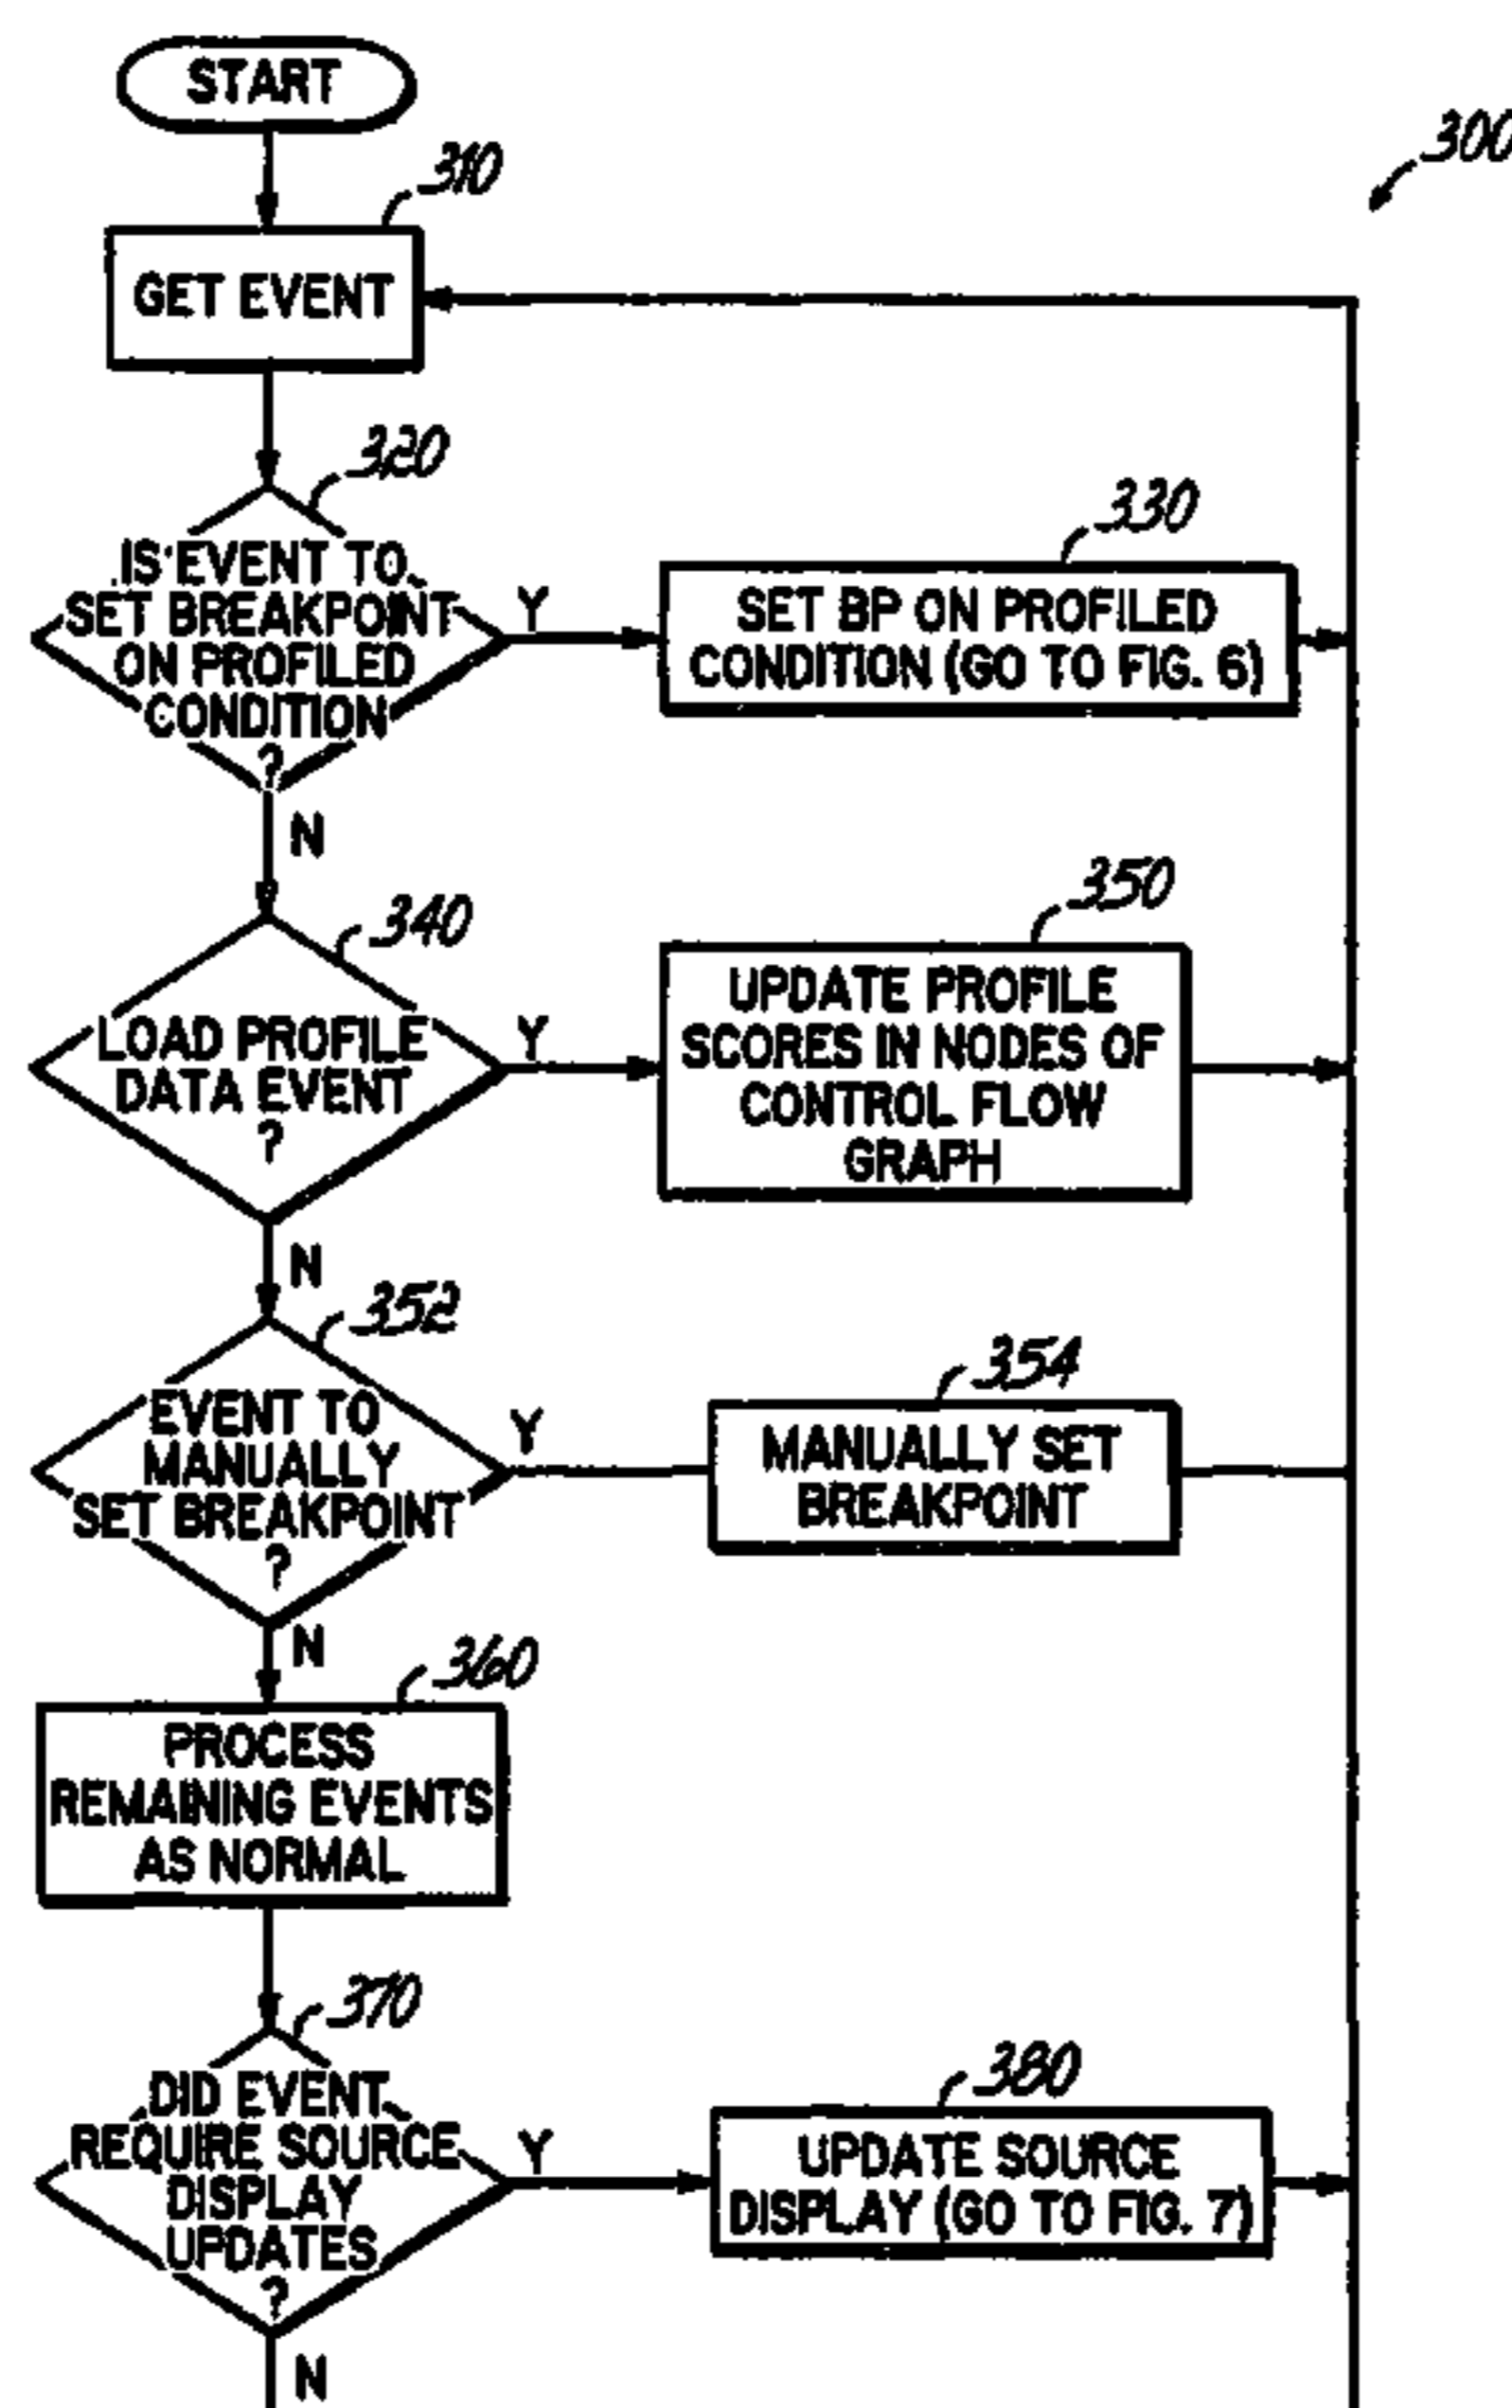 START
300
310
GET EVENT
320
IS EVENT TO
SET BREAKPOINT
ON PROFILED
CONDITION
?
Y
330
SET BP ON PROFILED
CONDITION (GO TO FIG. 6)
N
340
LOAD PROFILE
DATA EVENT
?
Y
350
UPDATE PROFILE
SCORES IN NODES OF
CONTROL FLOW
GRAPH
N
352
EVENT TO
MANUALLY
SET BREAKPOINT
?
Y
354
MANUALLY SET
BREAKPOINT
N
360
PROCESS
REMAINING EVENTS
AS NORMAL
370
DID EVENT
REQUIRE SOURCE
DISPLAY
UPDATES
?
Y
380
UPDATE SOURCE
DISPLAY (GO TO FIG. 7)
N